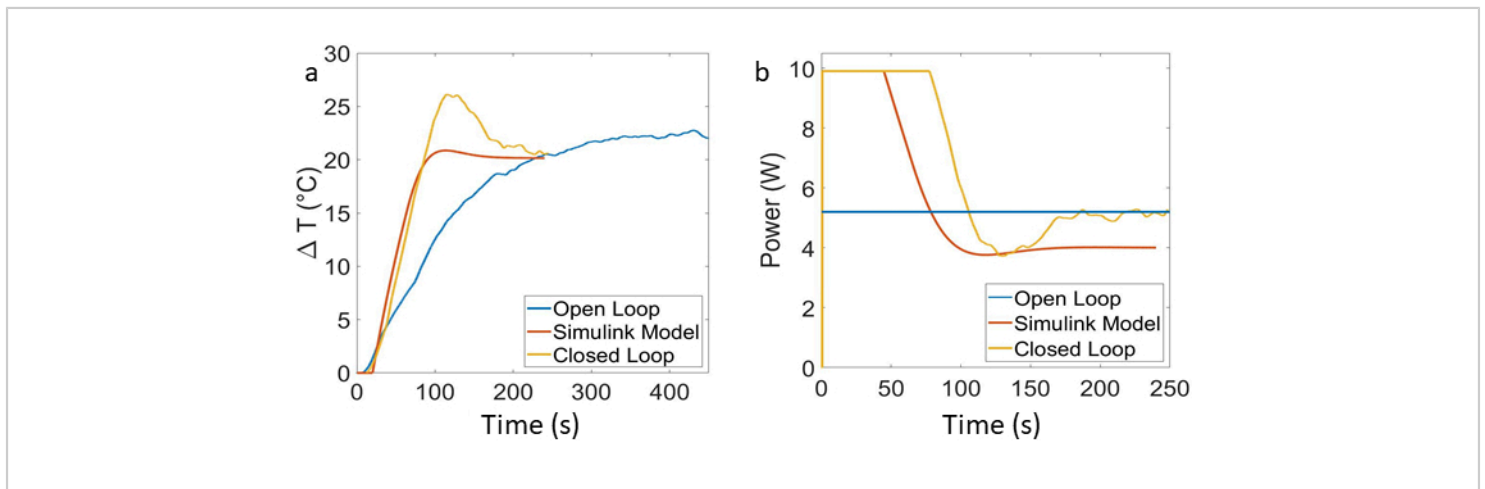 a
30
25
20
15
10
5
0
Δ T (°C)
0 100 200 300 400
Time (s)
Open Loop
Simulink Model
Closed Loop
b
10
8
6
4
2
0
Power (W)
0 50 100 150 200 250
Time (s)
Open Loop
Simulink Model
Closed Loop